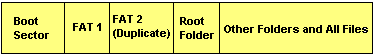 Boot
Sector
FAT 1
FAT 2
(Duplicate)
Root
Folder
Other Folders and All Files